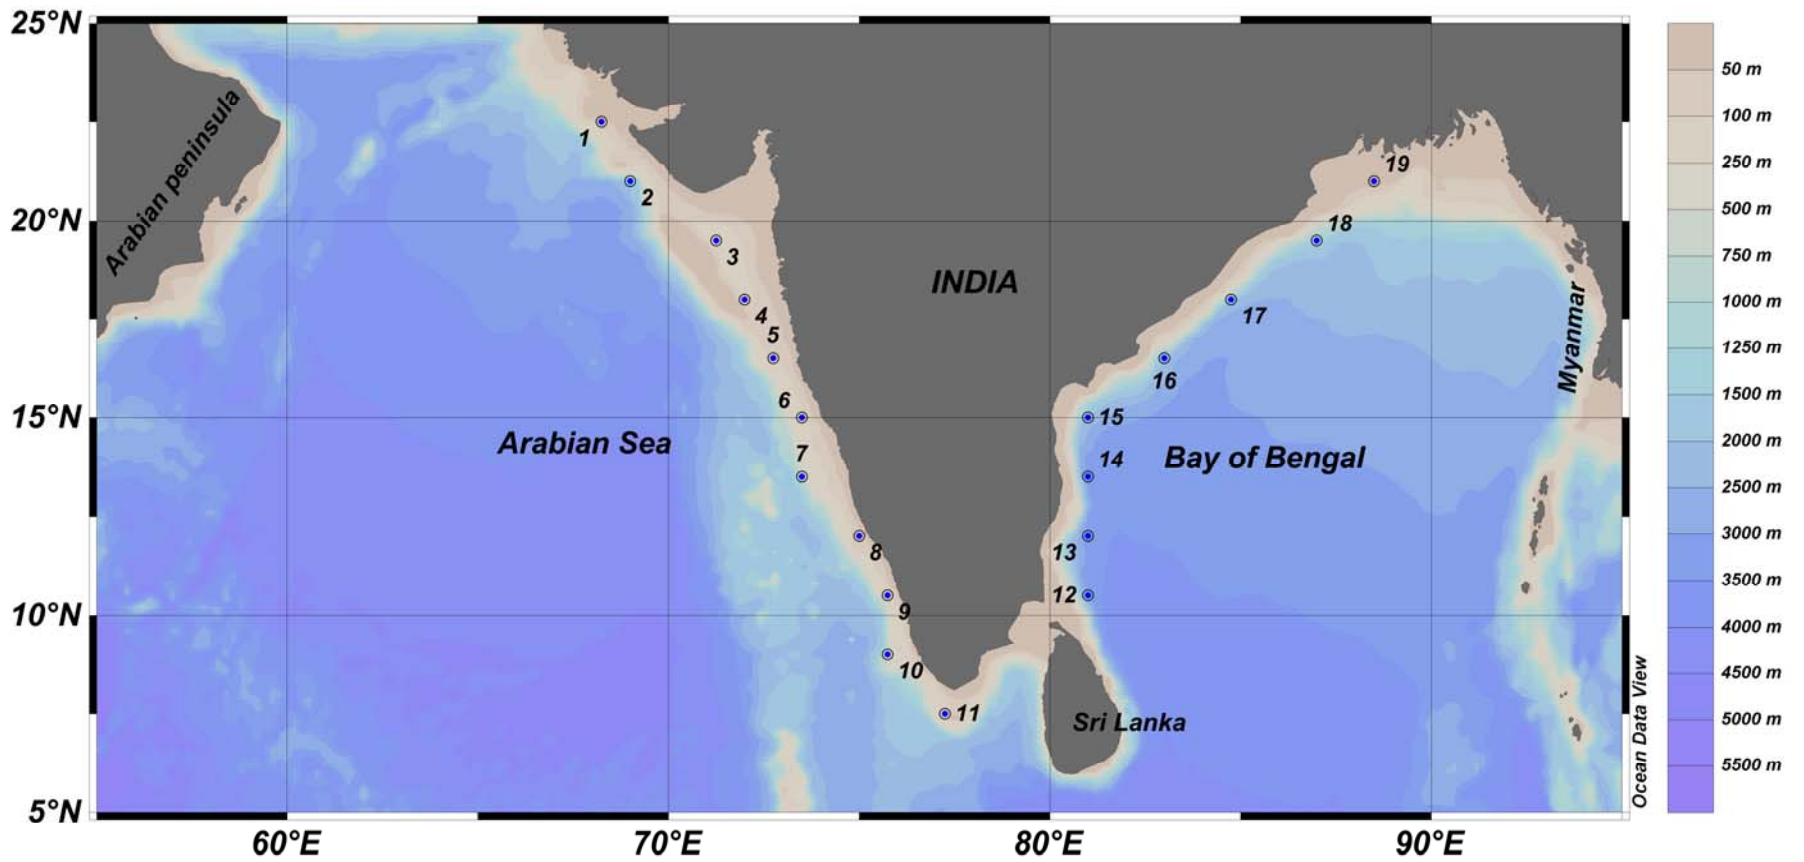 25°N
20°N
15°N
10°N
5°N
60°E
70°E
80°E
90°E
Arabian peninsula
INDIA
Arabian Sea
Bay of Bengal
Myanmar
Sri Lanka
1
2
3
4
5
6
7
8
9
10
11
12
13
14
15
16
17
18
19
Ocean Data View
50 m
100 m
250 m
500 m
750 m
1000 m
1250 m
1500 m
2000 m
2500 m
3000 m
3500 m
4000 m
4500 m
5000 m
5500 m